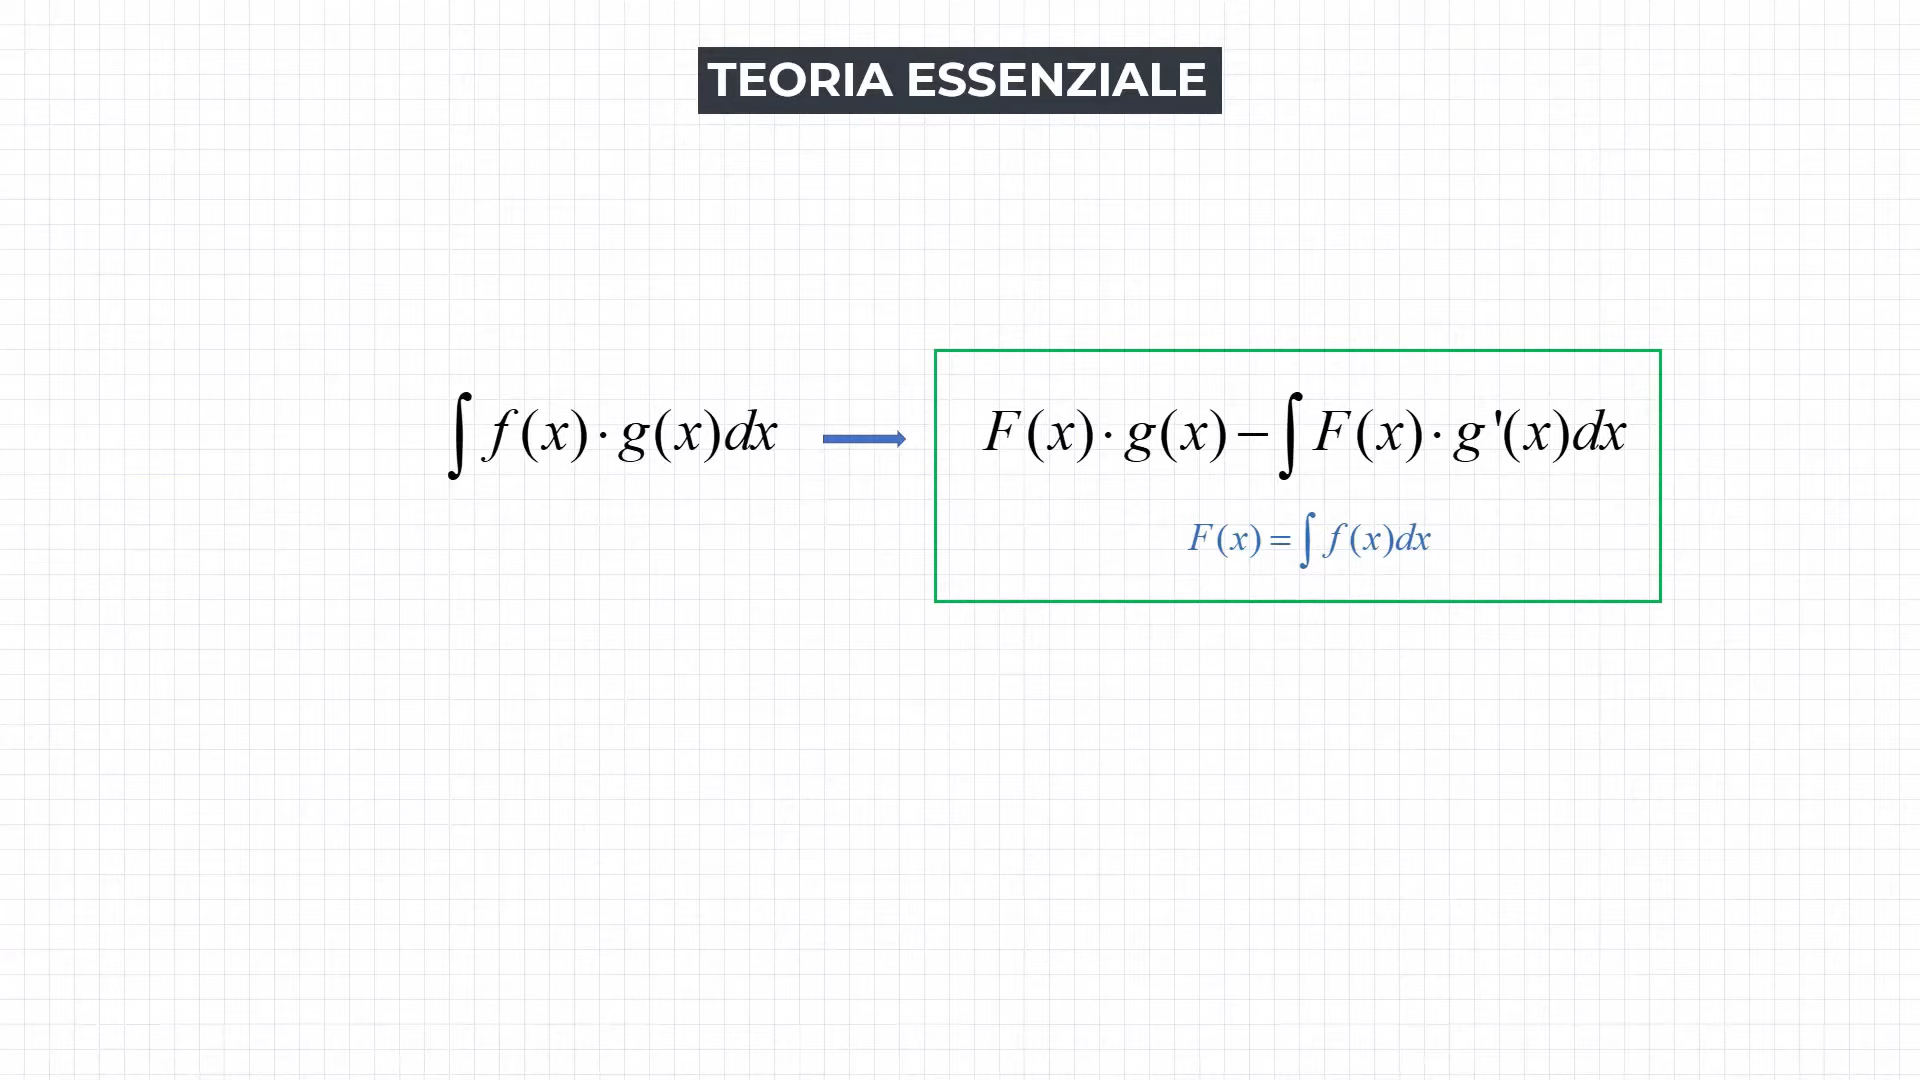 TEORIA ESSENZIALE
∫ f(x)·g(x)dx → F(x)·g(x)−∫ F(x)·g'(x)dx
F(x)=∫ f(x)dx